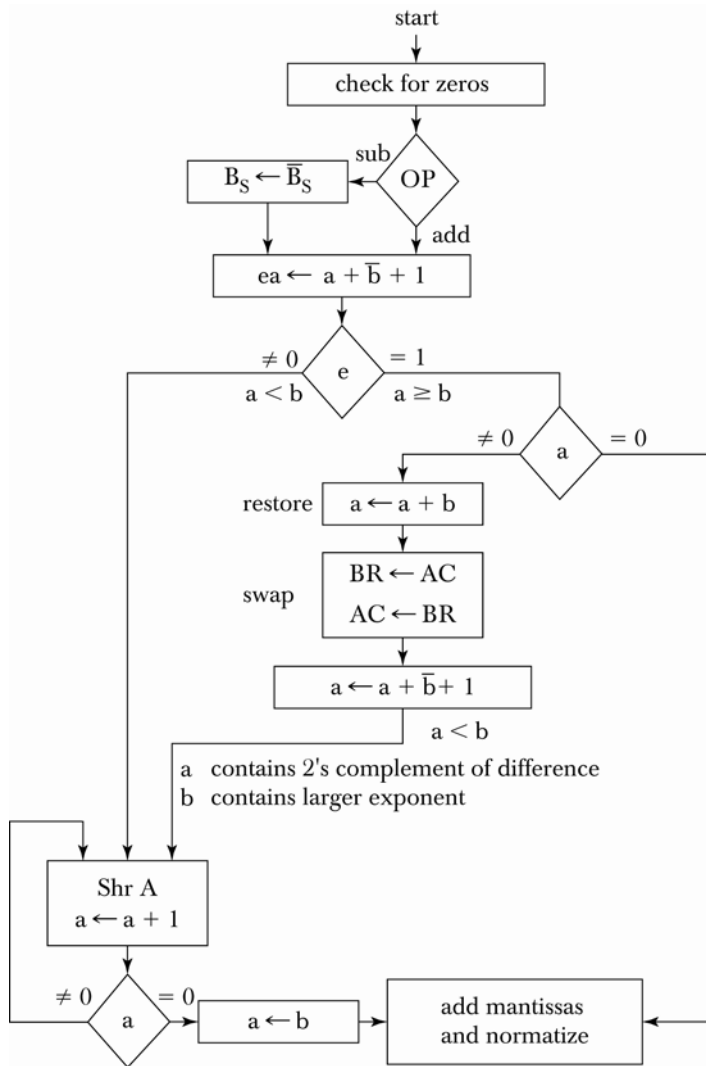 start
check for zeros
sub
OP
B_S ← B̅_S
add
ea ← a + b̅ + 1
≠ 0
= 1
e
a < b
a ≥ b
≠ 0
= 0
a
restore
a ← a + b
BR ← AC
swap
AC ← BR
a ← a + b̅ + 1
a < b
a contains 2's complement of difference
b contains larger exponent
Shr A
a ← a + 1
≠ 0
= 0
a
a ← b
add mantissas
and normatize